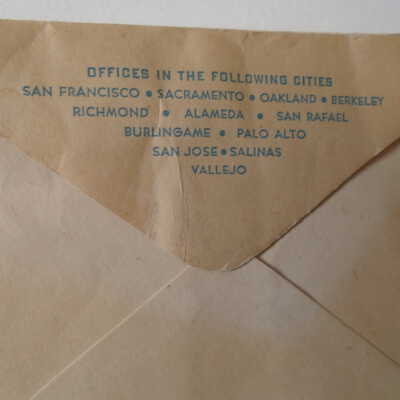 OFFICES IN THE FOLLOWING CITIES
SAN FRANCISCO • SACRAMENTO • OAKLAND • BERKELEY
RICHMOND • ALAMEDA • SAN RAFAEL
BURLINGAME • PALO ALTO
SAN JOSE • SALINAS
VALLEJO